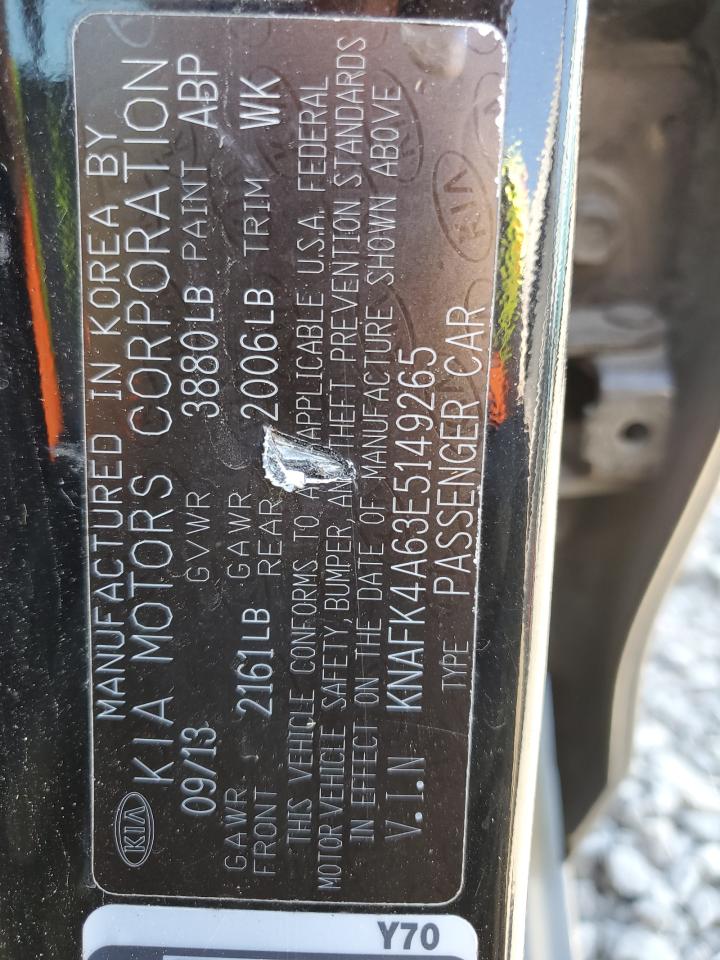 MANUFACTURED IN KOREA BY
KIA MOTORS CORPORATION
09/13 GVWR 3880LB PAINT ABP
GAWR FRONT 2161LB GAWR REAR 2006LB TRIM WK
THIS VEHICLE CONFORMS TO APPLICABLE U.S.A. FEDERAL
MOTOR VEHICLE SAFETY, BUMPER, AN THEFT PREVENTION STANDARDS
IN EFFECT ON THE DATE OF MANUFACTURE SHOWN ABOVE
V.I.N KNAFK4A63E5149265
TYPE PASSENGER CAR
KIA
KIA
Y70